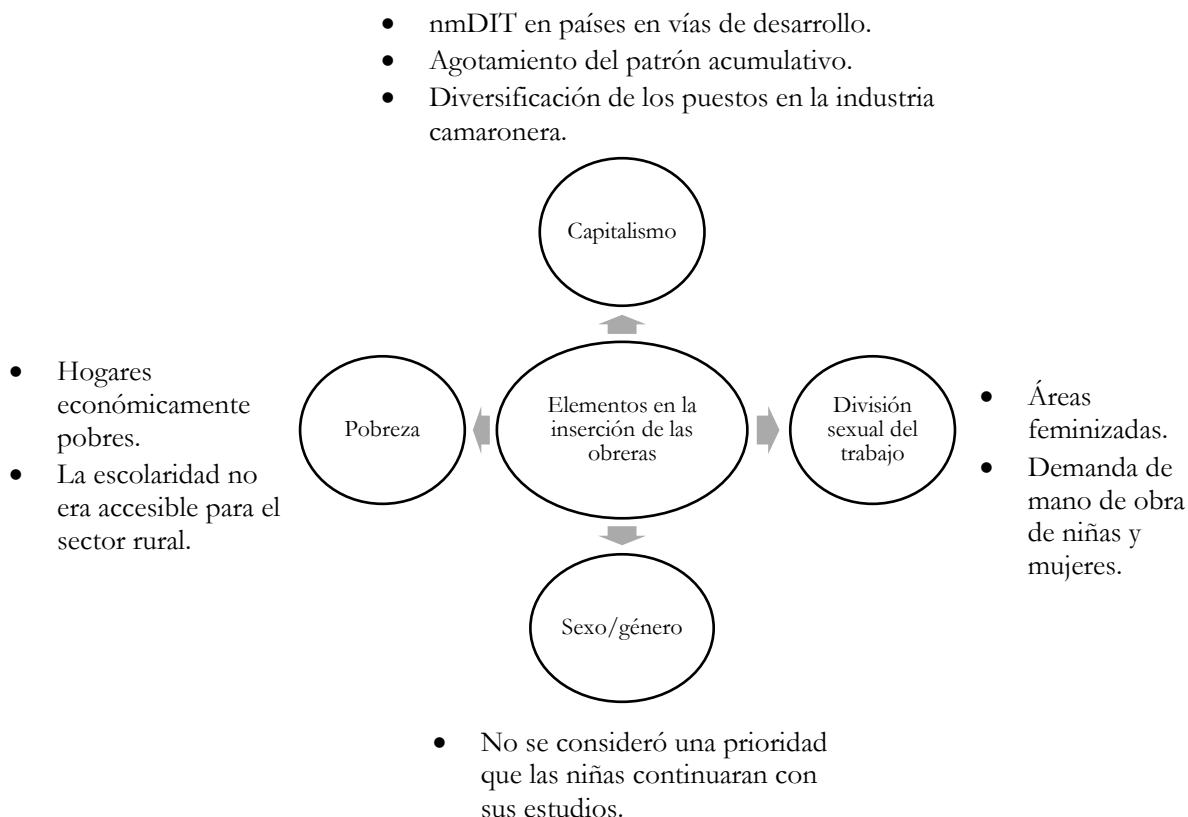 • nmDIT en países en vías de desarrollo.
• Agotamiento del patrón acumulativo.
• Diversificación de los puestos en la industria
camaronera.
Capitalismo
• Hogares
económicamente
pobres.
• La escolaridad no
era accesible para el
sector rural.
Pobreza
Elementos en la
inserción de las
obreras
División
sexual del
trabajo
• Áreas
feminizadas.
• Demanda de
mano de obra
de niñas y
mujeres.
Sexo/género
• No se consideró una prioridad
que las niñas continuaran con
sus estudios.